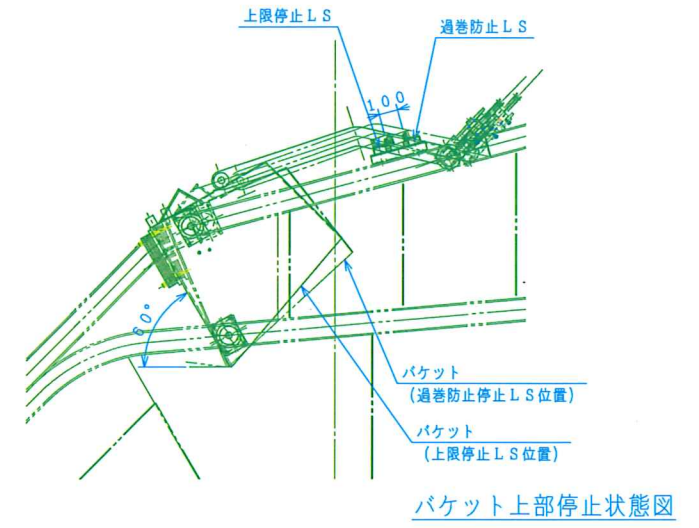 上限停止LS
過巻防止LS
100
60°
バケット
(過巻防止停止LS位置)
バケット
(上限停止LS位置)
バケット上部停止状態図